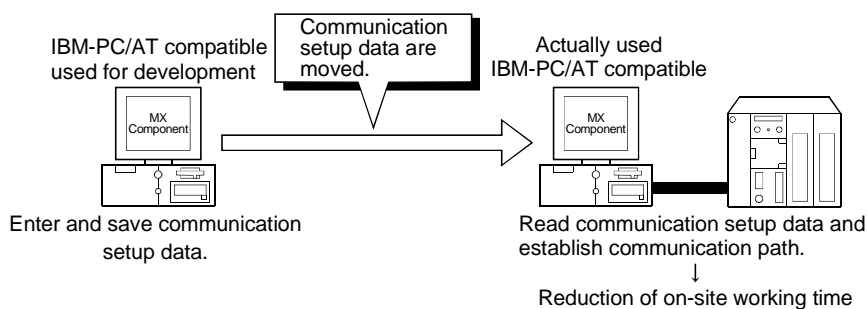 IBM-PC/AT compatible
used for development
Communication
setup data are
moved.
Actually used
IBM-PC/AT compatible
MX
Component
MX
Component
Enter and save communication
setup data.
Read communication setup data and
establish communication path.
↓
Reduction of on-site working time